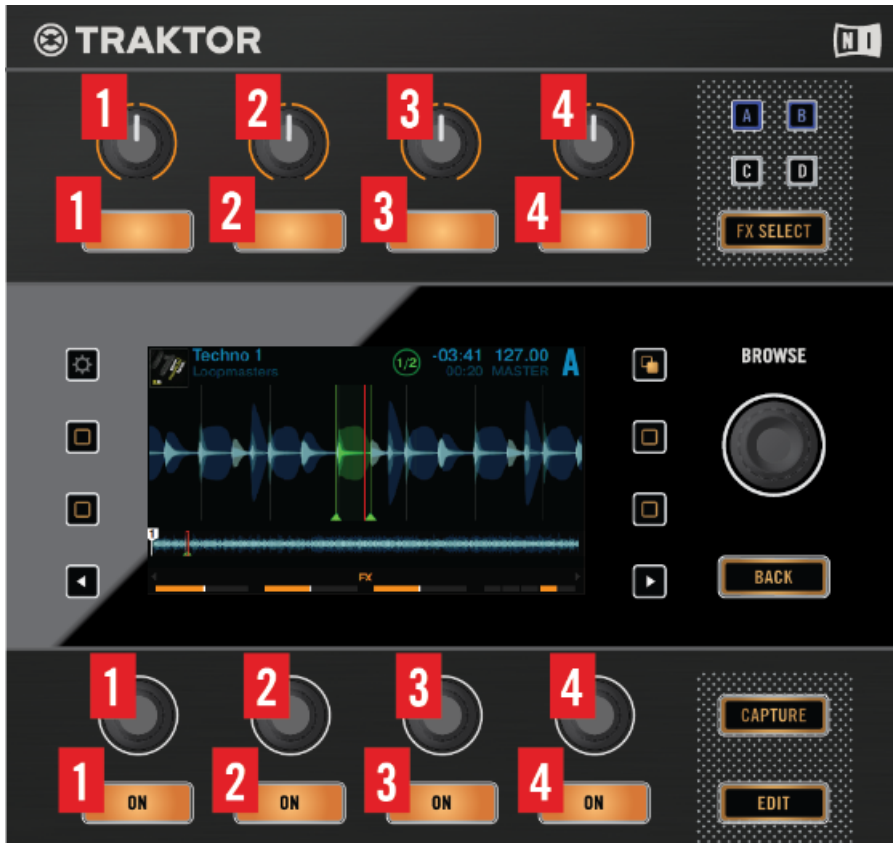 TRAKTOR
NI
1 2 3 4
A B
1 2 3 4
C D
FX SELECT
Techno 1 1/2 -03:41 127.00 A
Loopmasters 00:20 MASTER
BROWSE
1
FX
BACK
1 2 3 4
CAPTURE
1 ON 2 ON 3 ON 4 ON
EDIT